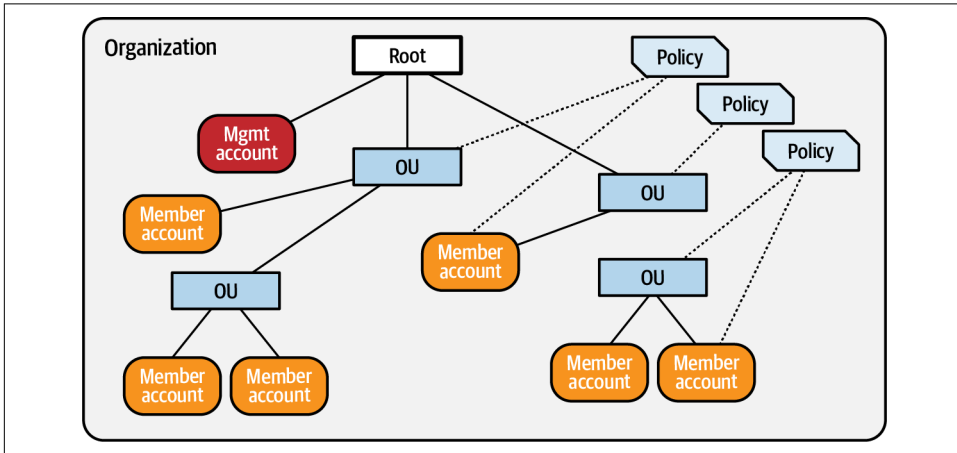 Organization
Root
Policy
Policy
Policy
Mgmt
account
OU
OU
Member
account
Member
account
OU
OU
Member
account
Member
account
Member
account
Member
account